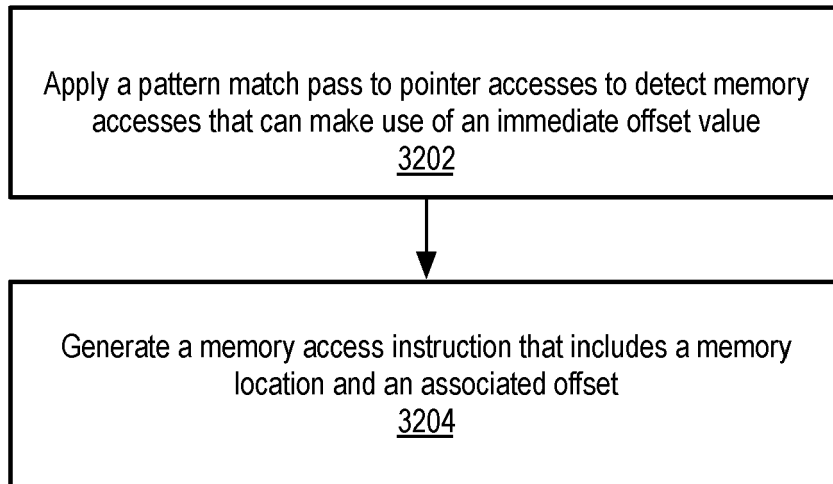 Apply a pattern match pass to pointer accesses to detect memory
accesses that can make use of an immediate offset value
3202
Generate a memory access instruction that includes a memory
location and an associated offset
3204